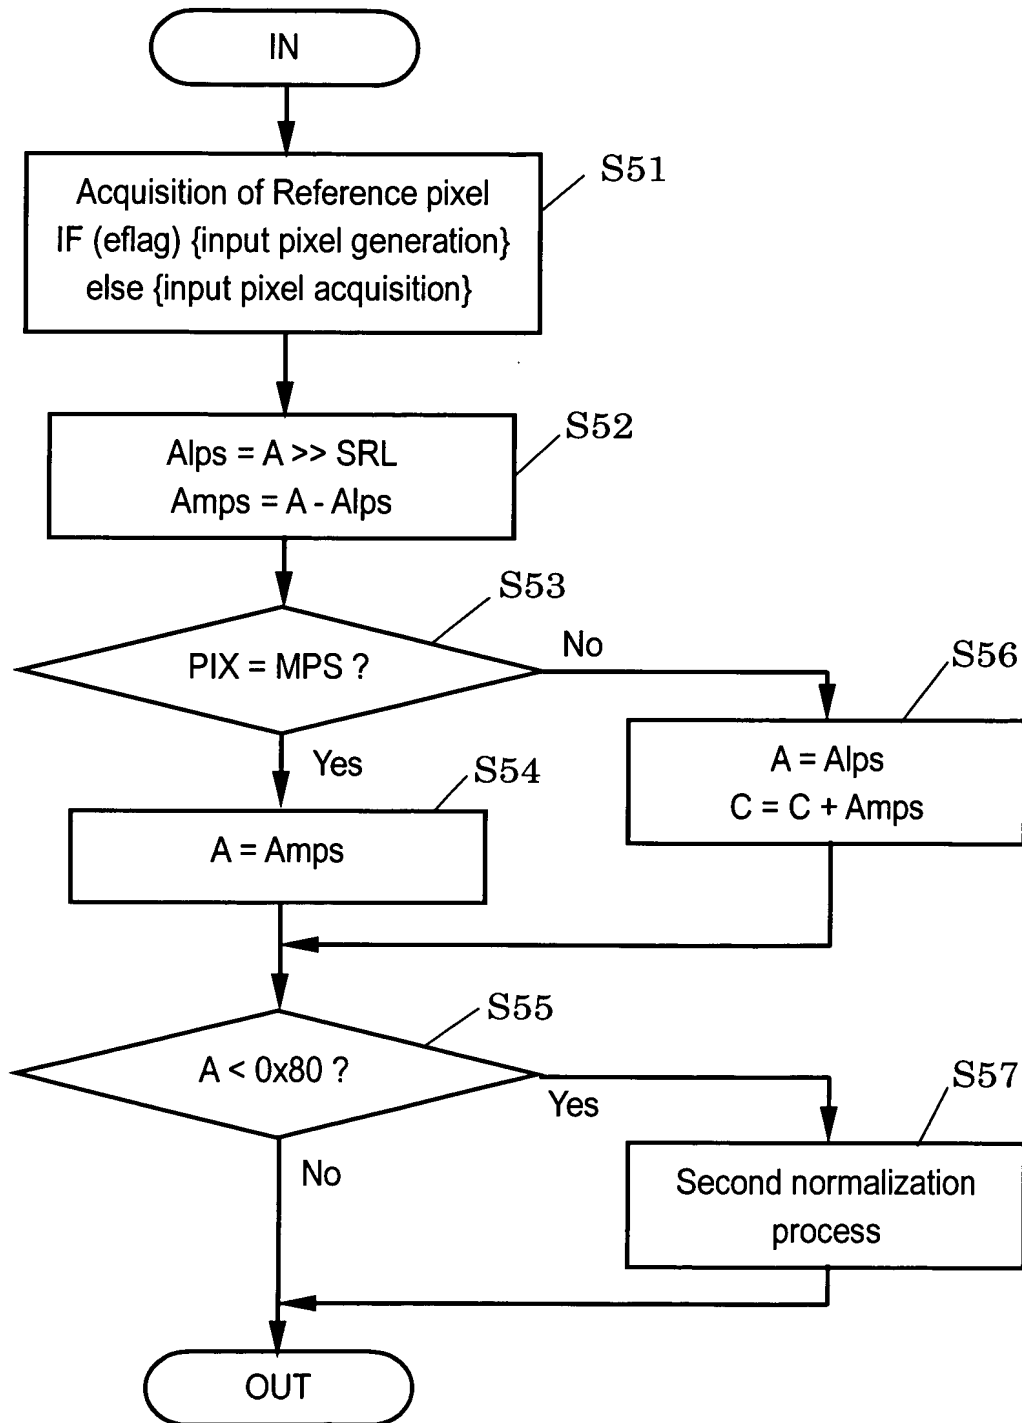 IN
S51
Acquisition of Reference pixel
IF (eflag) {input pixel generation}
else {input pixel acquisition}
S52
Alps = A >> SRL
Amps = A - Alps
S53
PIX = MPS ?
No
S56
A = Alps
C = C + Amps
Yes
S54
A = Amps
S55
A < 0x80 ?
Yes
S57
Second normalization
process
No
OUT